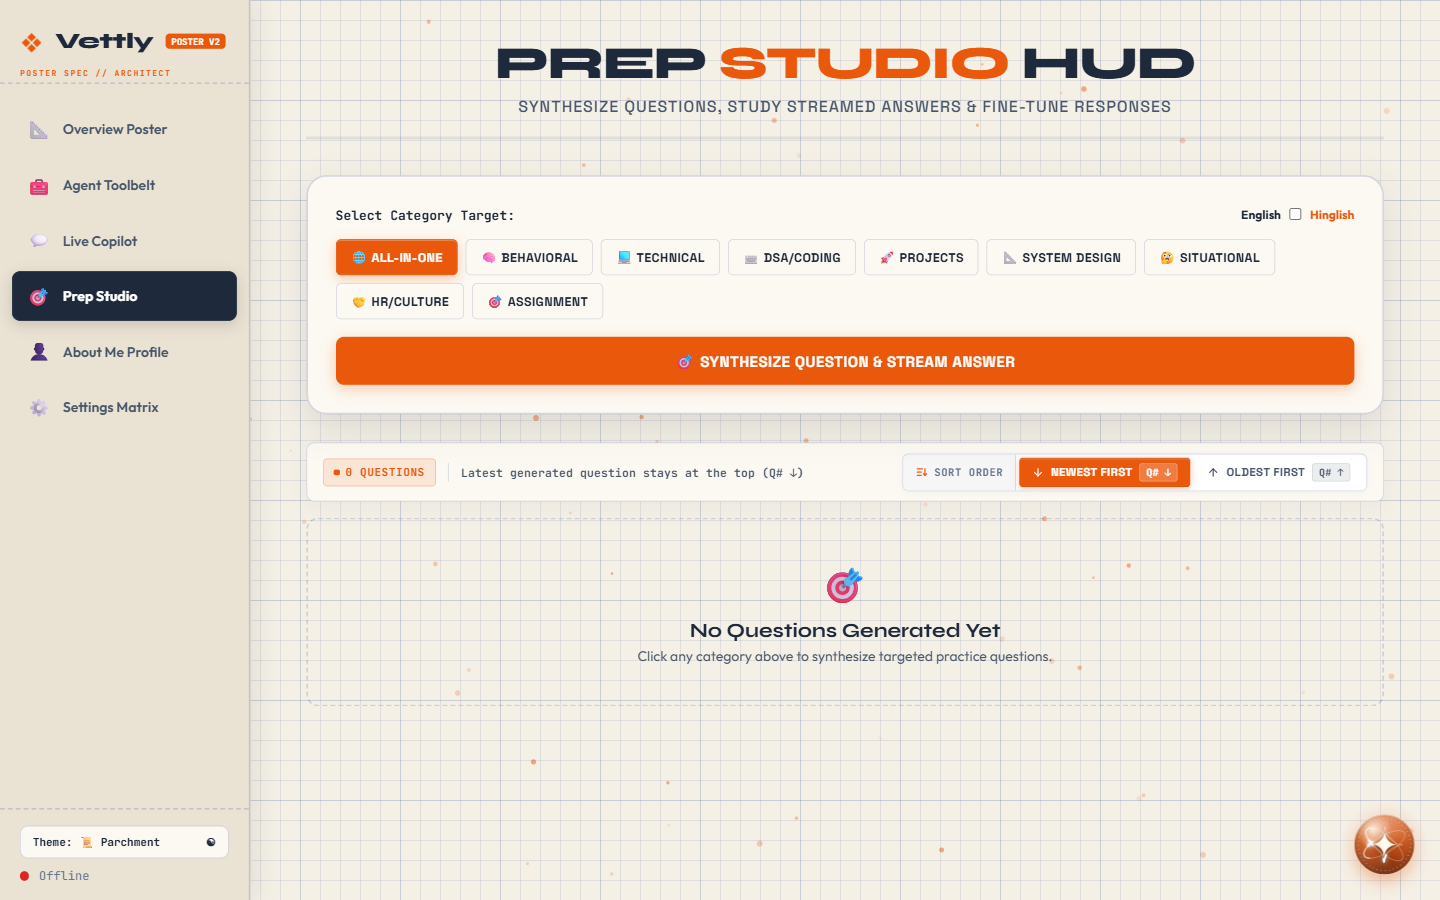 Vettly POSTER V2
POSTER SPEC // ARCHITECT
Overview Poster
Agent Toolbelt
Live Copilot
Prep Studio
About Me Profile
Settings Matrix
Theme: 📜 Parchment
Offline
PREP STUDIO HUD
SYNTHESIZE QUESTIONS, STUDY STREAMED ANSWERS & FINE-TUNE RESPONSES
Select Category Target:
English Hinglish
ALL-IN-ONE BEHAVIORAL TECHNICAL DSA/CODING PROJECTS SYSTEM DESIGN SITUATIONAL
HR/CULTURE ASSIGNMENT
SYNTHESIZE QUESTION & STREAM ANSWER
0 QUESTIONS Latest generated question stays at the top (Q# ↓) SORT ORDER ↓ NEWEST FIRST Q# ↓ ↑ OLDEST FIRST Q# ↑
No Questions Generated Yet
Click any category above to synthesize targeted practice questions.